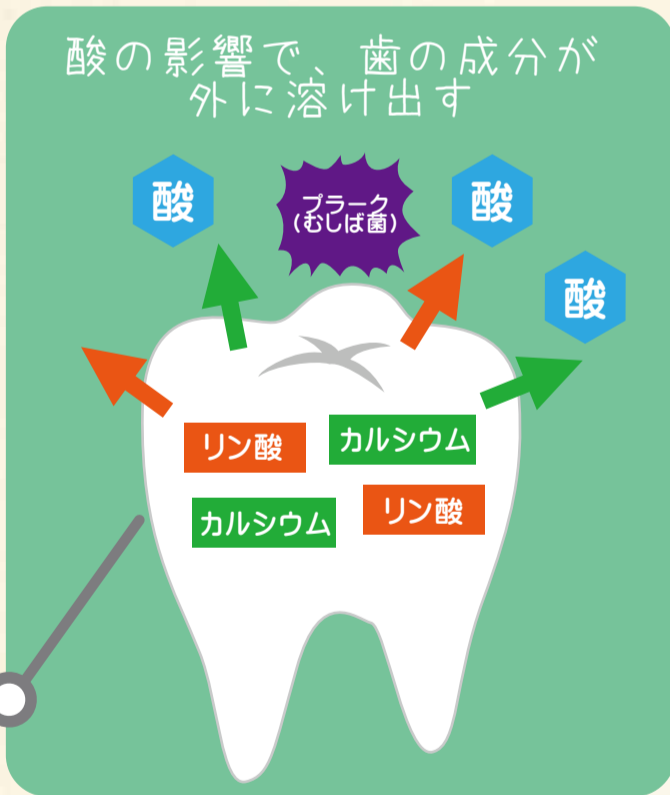 酸の影響で、歯の成分が
外に溶け出す
酸
プラーク
(むしば菌)
酸
酸
リン酸
カルシウム
カルシウム
リン酸